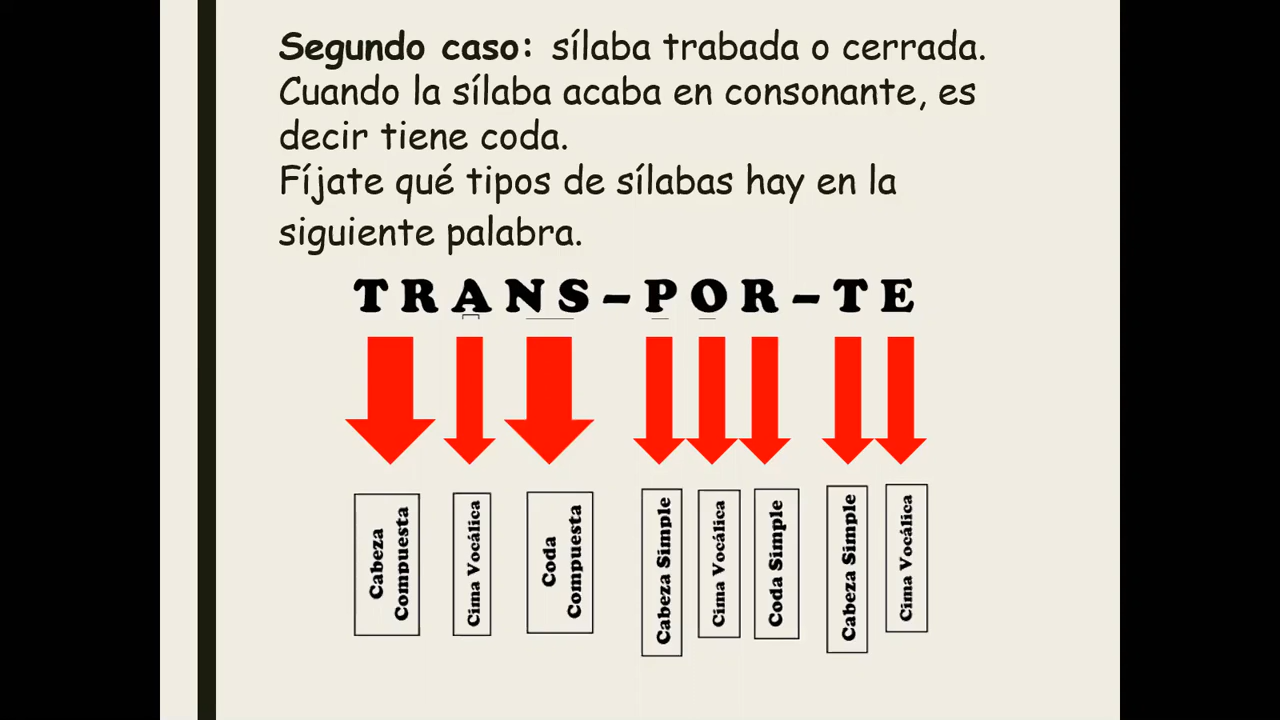 Segundo caso: sílaba trabada o cerrada.
Cuando la sílaba acaba en consonante, es
decir tiene coda.
Fíjate qué tipos de sílabas hay en la
siguiente palabra.
TRANS-POR-TE
Cabeza
Compuesta
Cima Vocálica
Coda
Compuesta
Cabeza Simple
Cima Vocálica
Coda Simple
Cabeza Simple
Cima Vocálica